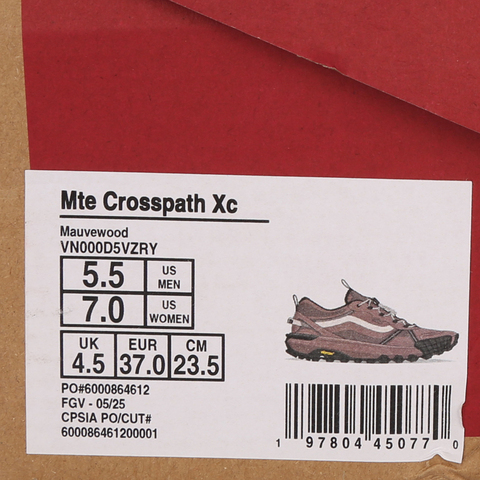 Mte Crosspath Xc
Mauvewood
VN000D5VZRY
5.5 US MEN
7.0 US WOMEN
UK EUR CM
4.5 37.0 23.5
PO#6000864612
FGV - 05/25
CPSIA PO/CUT#
600086461200001
1 97804 45077 0